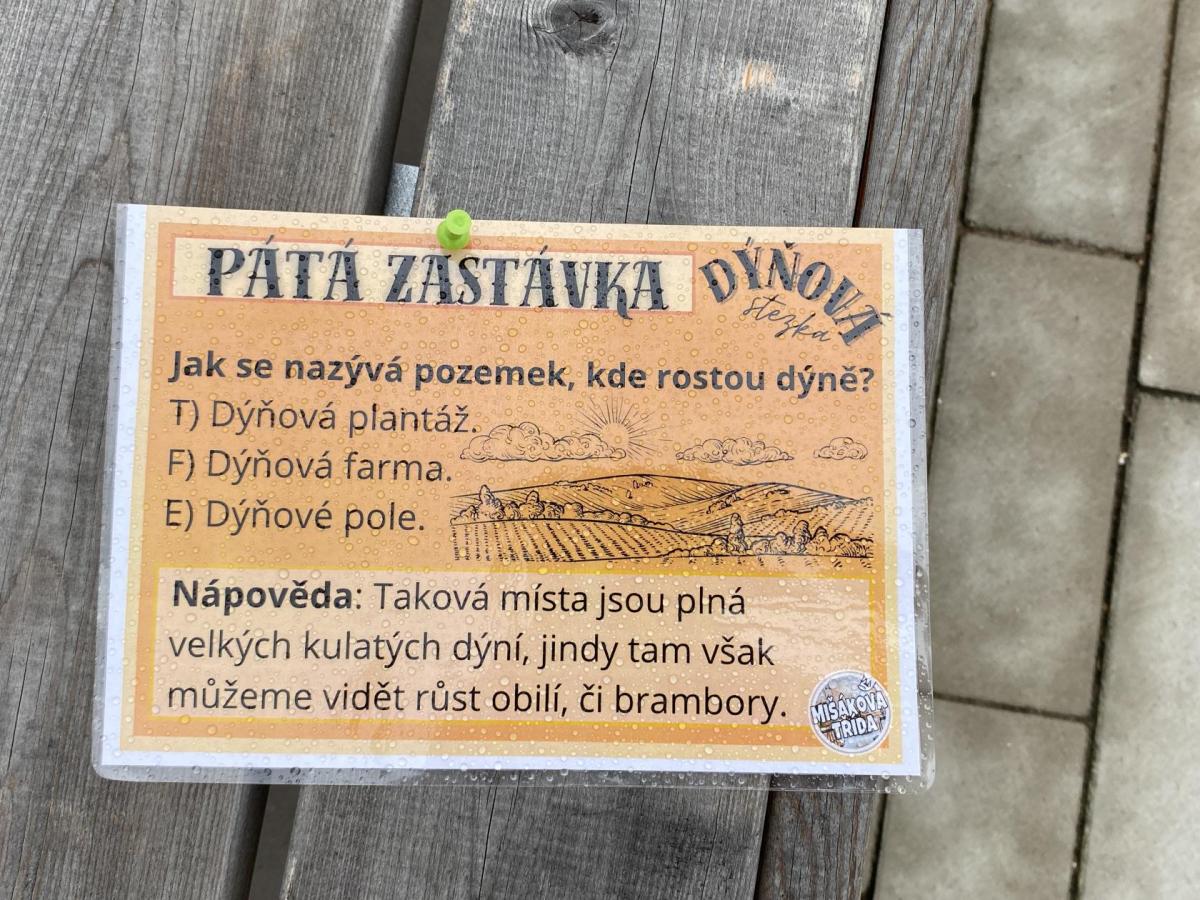 PÁTÁ ZASTÁVKA
DÝŇOVÁ
stezka
Jak se nazývá pozemek, kde rostou dýně?
T) Dýňová plantáž.
F) Dýňová farma.
E) Dýňové pole.
Nápověda: Taková místa jsou plná
velkých kulatých dýní, jindy tam však
můžeme vidět růst obilí, či brambory.
MIŠÁKOVA
TŘÍDA